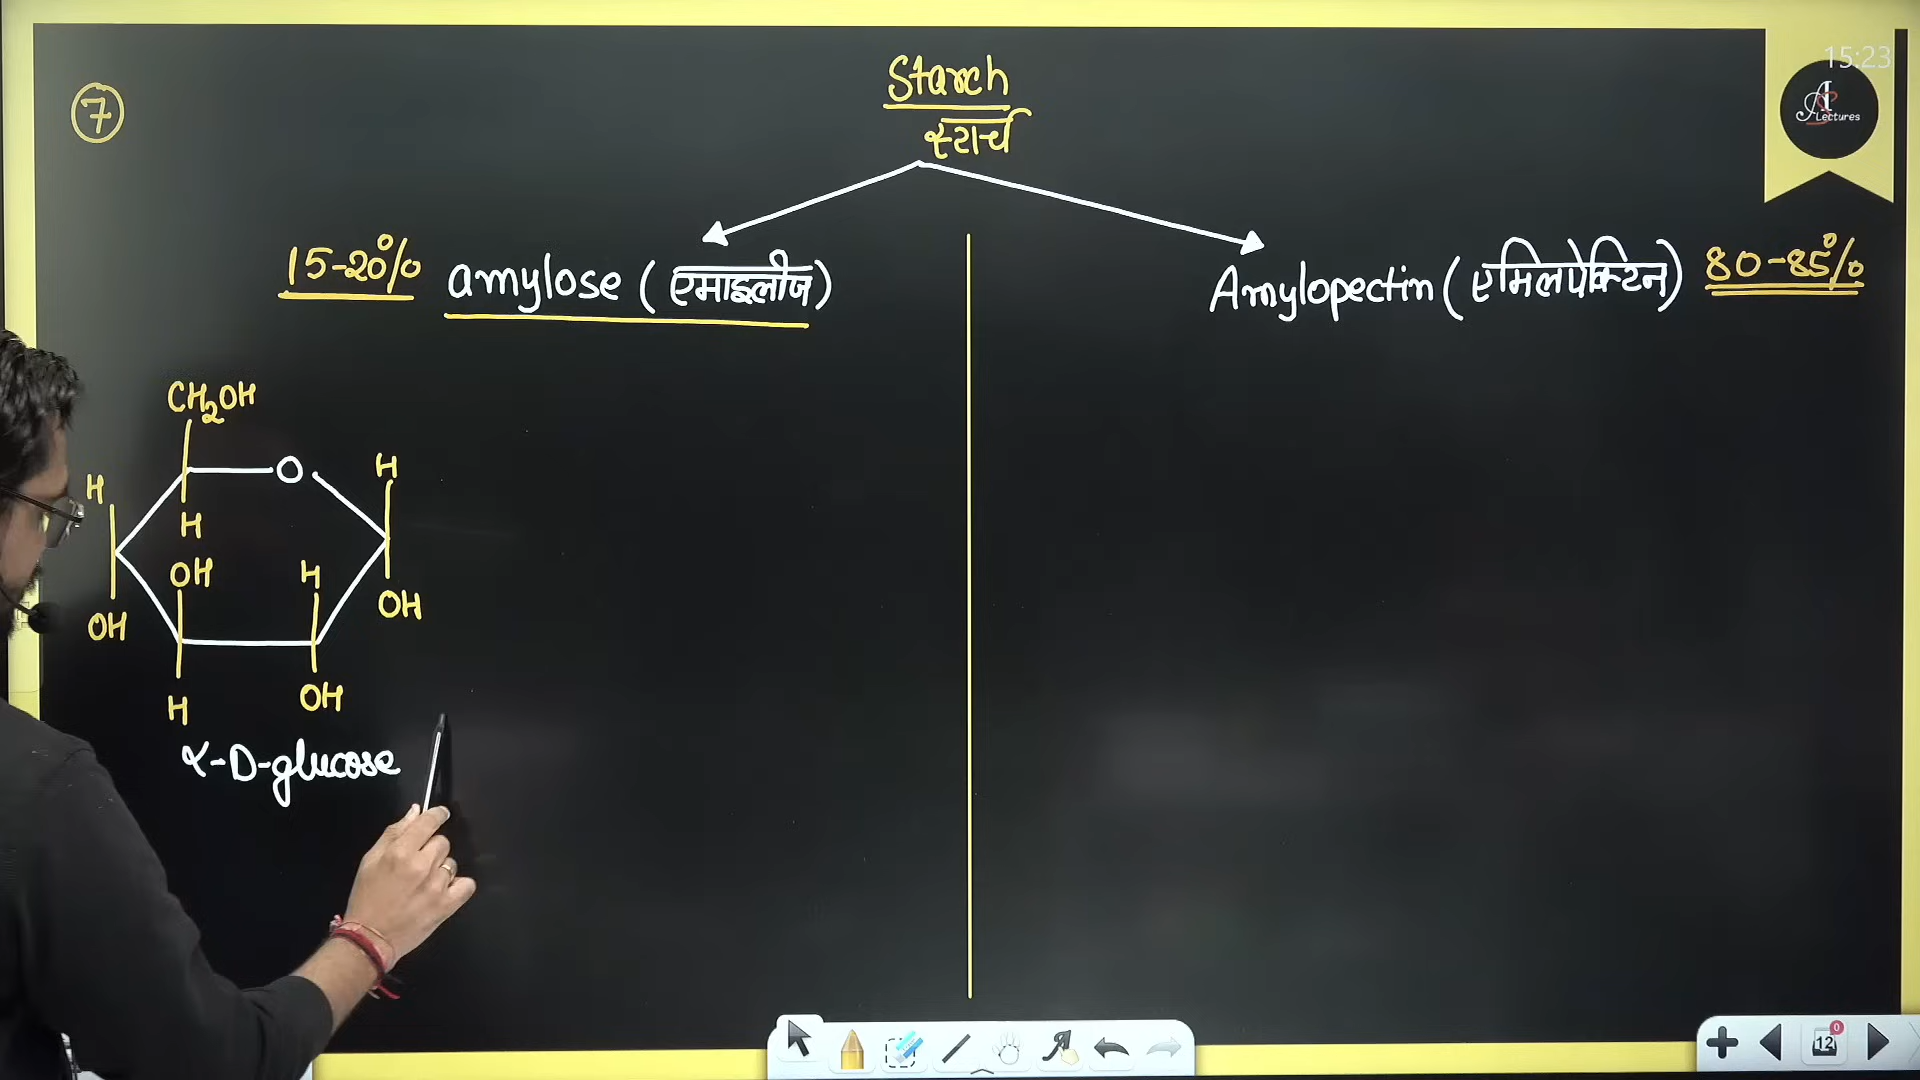 15:23
A
S
Lectures
7
Starch
स्टार्च
15-20% amylose (एमाइलीज)
Amylopectin (एमिलपेक्टिन) 80-85%
CH2OH
O
H
H
H
OH
H
OH
OH
H
OH
α-D-glucose
12
0